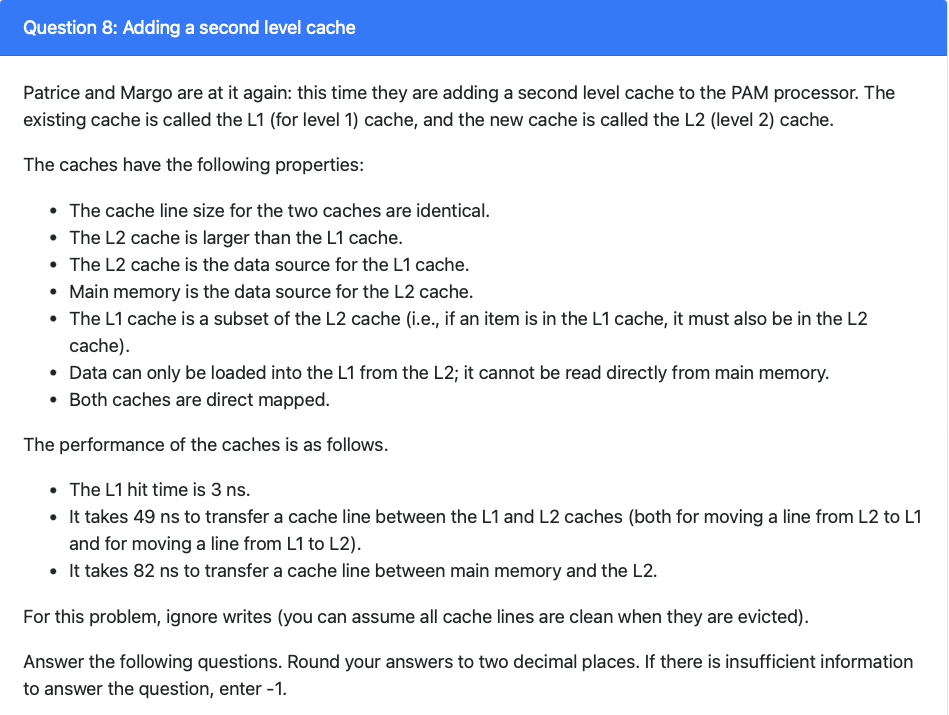 Question 8: Adding a second level cache
Patrice and Margo are at it again: this time they are adding a second level cache to the PAM processor. The
existing cache is called the L1 (for level 1) cache, and the new cache is called the L2 (level 2) cache.
The caches have the following properties:
• The cache line size for the two caches are identical.
• The L2 cache is larger than the L1 cache.
• The L2 cache is the data source for the L1 cache.
• Main memory is the data source for the L2 cache.
• The L1 cache is a subset of the L2 cache (i.e., if an item is in the L1 cache, it must also be in the L2
cache).
• Data can only be loaded into the L1 from the L2; it cannot be read directly from main memory.
• Both caches are direct mapped.
The performance of the caches is as follows.
• The L1 hit time is 3 ns.
• It takes 49 ns to transfer a cache line between the L1 and L2 caches (both for moving a line from L2 to L1
and for moving a line from L1 to L2).
• It takes 82 ns to transfer a cache line between main memory and the L2.
For this problem, ignore writes (you can assume all cache lines are clean when they are evicted).
Answer the following questions. Round your answers to two decimal places. If there is insufficient information
to answer the question, enter -1.